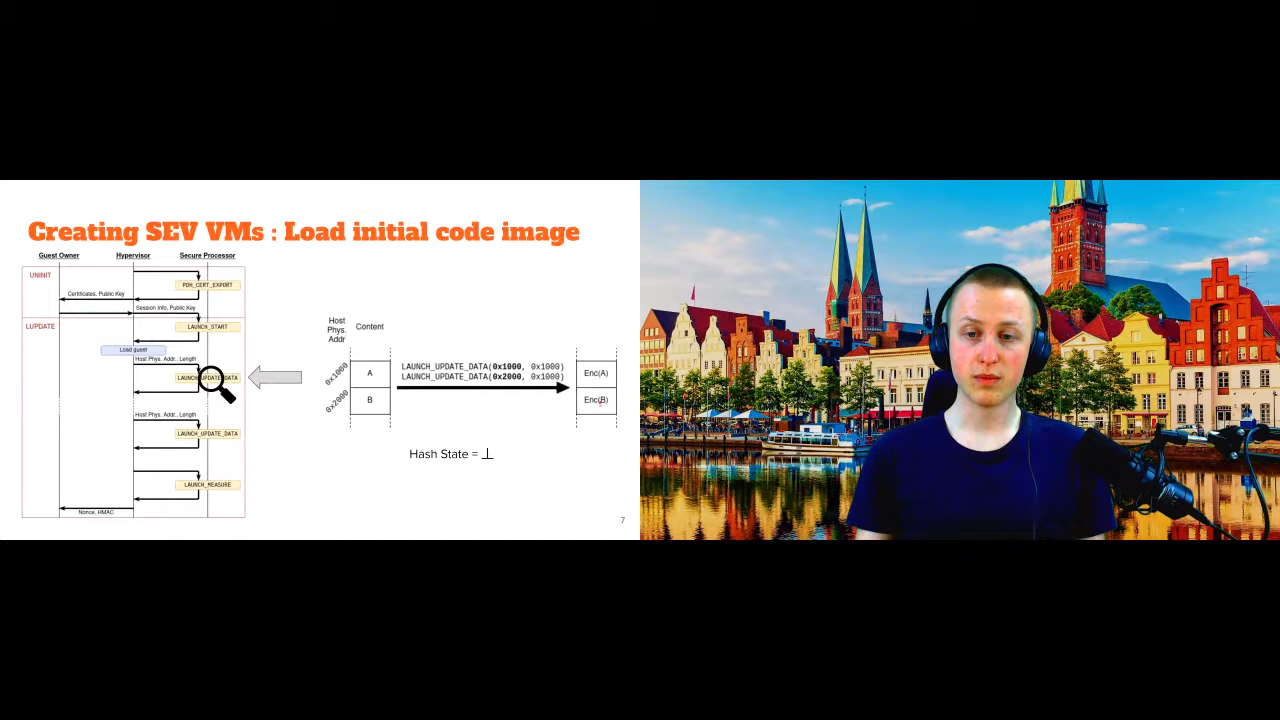 Creating SEV VMs : Load initial code image
Guest Owner
Hypervisor
Secure Processor
UNINIT
PDH_CERT_EXPORT
Certificates, Public Key
Session info, Public Key
LUPDATE
LAUNCH_START
Load guest
Host Phys. Addr., Length
LAUNCH_UPDATE_DATA
Host Phys. Addr., Length
LAUNCH_UPDATE_DATA
LAUNCH_MEASURE
Nonce, HMAC
Host
Phys.
Addr
Content
0x1000
A
LAUNCH_UPDATE_DATA(0x1000, 0x1000)
LAUNCH_UPDATE_DATA(0x2000, 0x1000)
Enc(A)
0x2000
B
Enc(B)
Hash State = ⊥
7